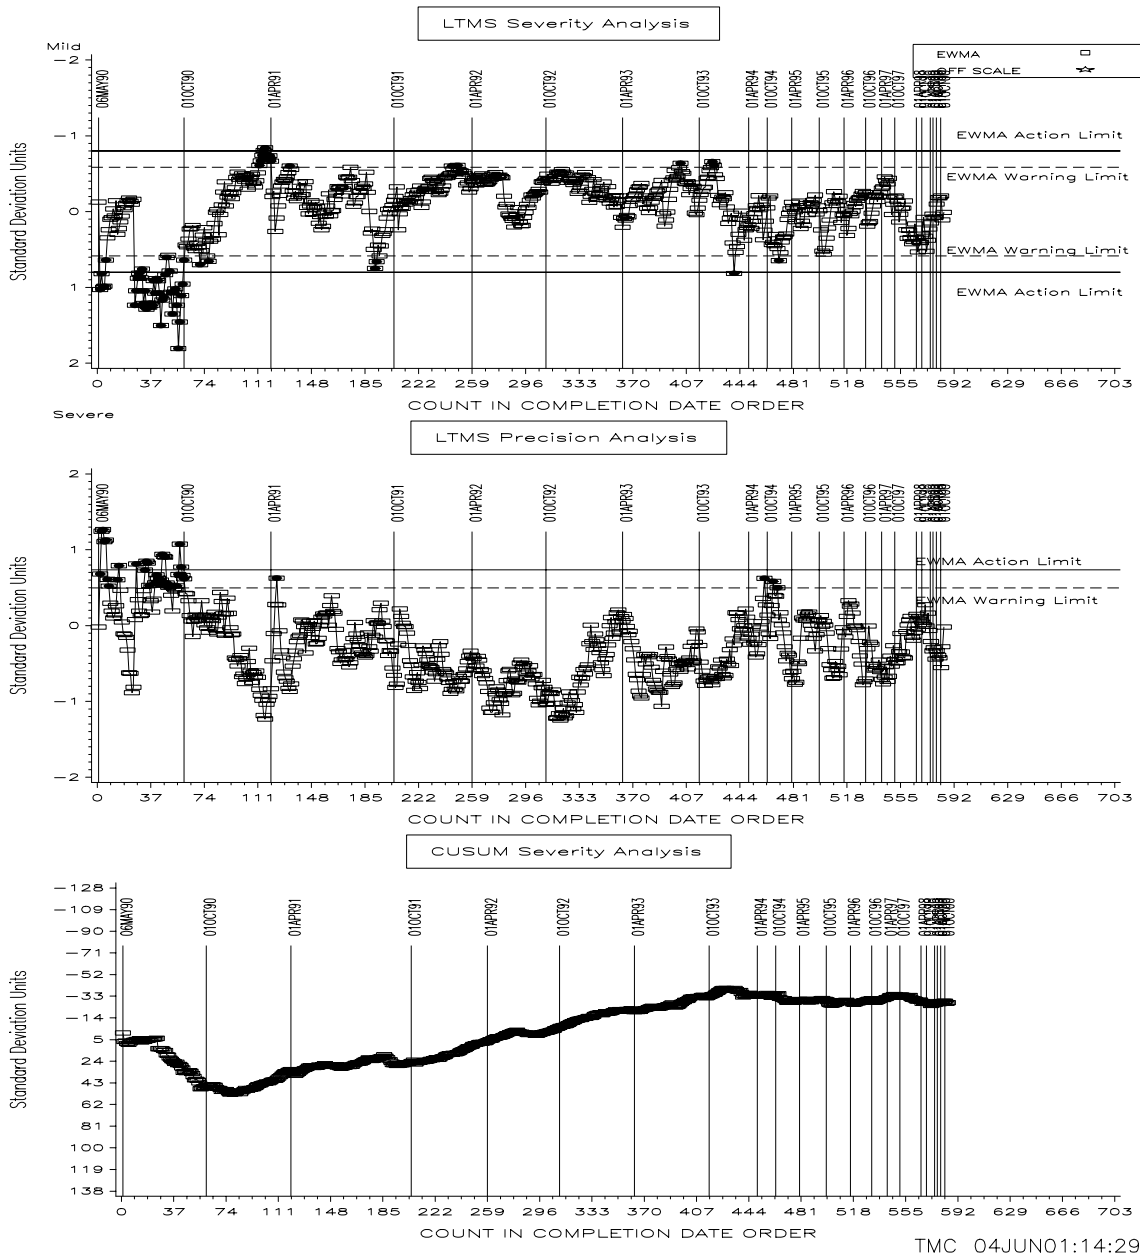 LTMS Severity Analysis
Mild
EWMA
OFF SCALE
-2
-1
0
1
2
Standard Deviation Units
06MAY90 01OCT90 01APR91 01OCT91 01APR92 01OCT92 01APR93 01OCT93 01APR94 01OCT94 01APR95 01OCT95 01APR96 01OCT96 01APR97 01OCT97 01APR98
EWMA Action Limit
EWMA Warning Limit
EWMA Warning Limit
EWMA Action Limit
0 37 74 111 148 185 222 259 296 333 370 407 444 481 518 555 592 629 666 703
COUNT IN COMPLETION DATE ORDER
Severe
LTMS Precision Analysis
2
1
0
-1
-2
Standard Deviation Units
06MAY90 01OCT90 01APR91 01OCT91 01APR92 01OCT92 01APR93 01OCT93 01APR94 01OCT94 01APR95 01OCT95 01APR96 01OCT96 01APR97 01OCT97 01APR98
EWMA Action Limit
EWMA Warning Limit
0 37 74 111 148 185 222 259 296 333 370 407 444 481 518 555 592 629 666 703
COUNT IN COMPLETION DATE ORDER
CUSUM Severity Analysis
-128
-109
-90
-71
-52
-33
-14
5
24
43
62
81
100
119
138
Standard Deviation Units
06MAY90 01OCT90 01APR91 01OCT91 01APR92 01OCT92 01APR93 01OCT93 01APR94 01OCT94 01APR95 01OCT95 01APR96 01OCT96 01APR97 01OCT97 01APR98
0 37 74 111 148 185 222 259 296 333 370 407 444 481 518 555 592 629 666 703
COUNT IN COMPLETION DATE ORDER
TMC 04JUN01:14:29